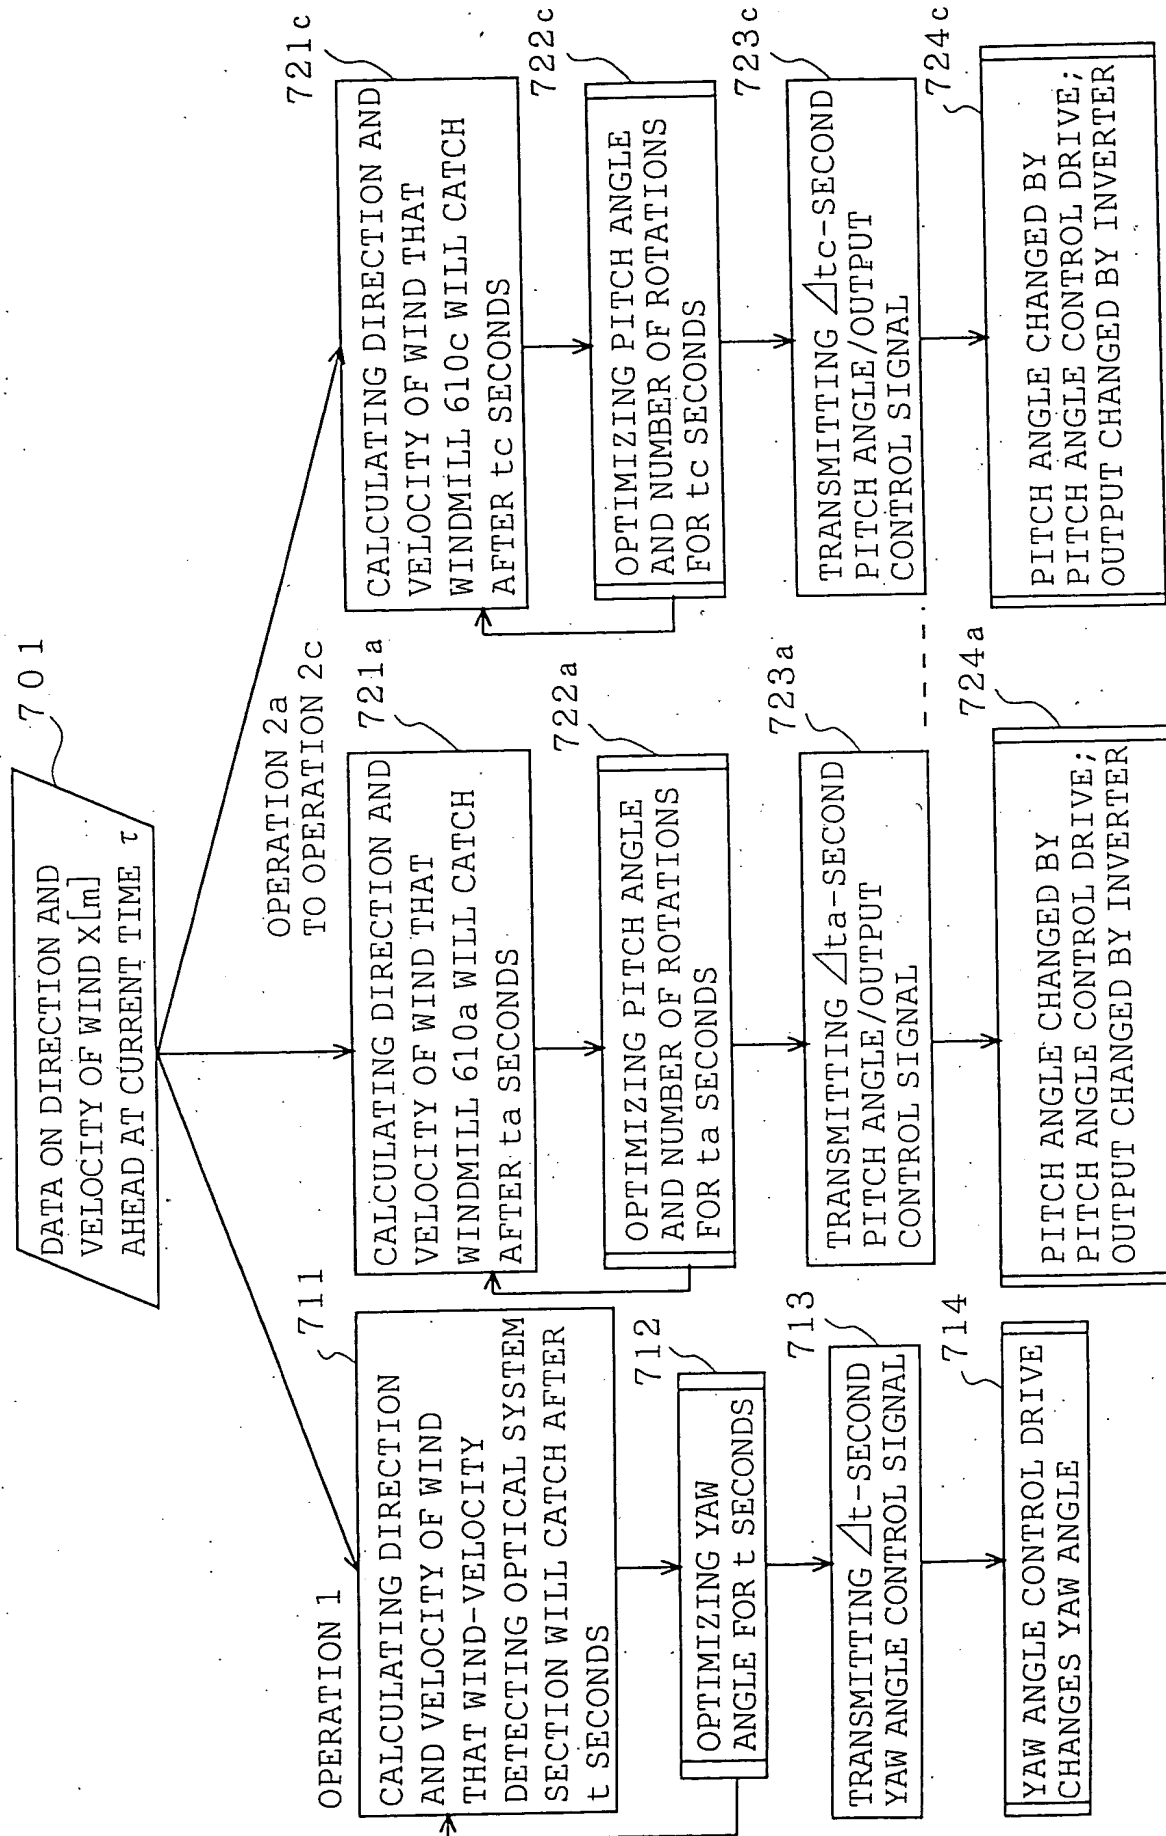 701
DATA ON DIRECTION AND
VELOCITY OF WIND X[m]
AHEAD AT CURRENT TIME τ
OPERATION 1
711
CALCULATING DIRECTION
AND VELOCITY OF WIND
THAT WIND-VELOCITY
DETECTING OPTICAL SYSTEM
SECTION WILL CATCH AFTER
t SECONDS
712
OPTIMIZING YAW
ANGLE FOR t SECONDS
713
TRANSMITTING ⊿t-SECOND
YAW ANGLE CONTROL SIGNAL
714
YAW ANGLE CONTROL DRIVE
CHANGES YAW ANGLE
OPERATION 2a
TO OPERATION 2c
721a
CALCULATING DIRECTION AND
VELOCITY OF WIND THAT
WINDMILL 610a WILL CATCH
AFTER ta SECONDS
722a
OPTIMIZING PITCH ANGLE
AND NUMBER OF ROTATIONS
FOR ta SECONDS
723a
TRANSMITTING ⊿ta-SECOND
PITCH ANGLE/OUTPUT
CONTROL SIGNAL
724a
PITCH ANGLE CHANGED BY
PITCH ANGLE CONTROL DRIVE;
OUTPUT CHANGED BY INVERTER
721c
CALCULATING DIRECTION AND
VELOCITY OF WIND THAT
WINDMILL 610c WILL CATCH
AFTER tc SECONDS
722c
OPTIMIZING PITCH ANGLE
AND NUMBER OF ROTATIONS
FOR tc SECONDS
723c
TRANSMITTING ⊿tc-SECOND
PITCH ANGLE/OUTPUT
CONTROL SIGNAL
724c
PITCH ANGLE CHANGED BY
PITCH ANGLE CONTROL DRIVE;
OUTPUT CHANGED BY INVERTER